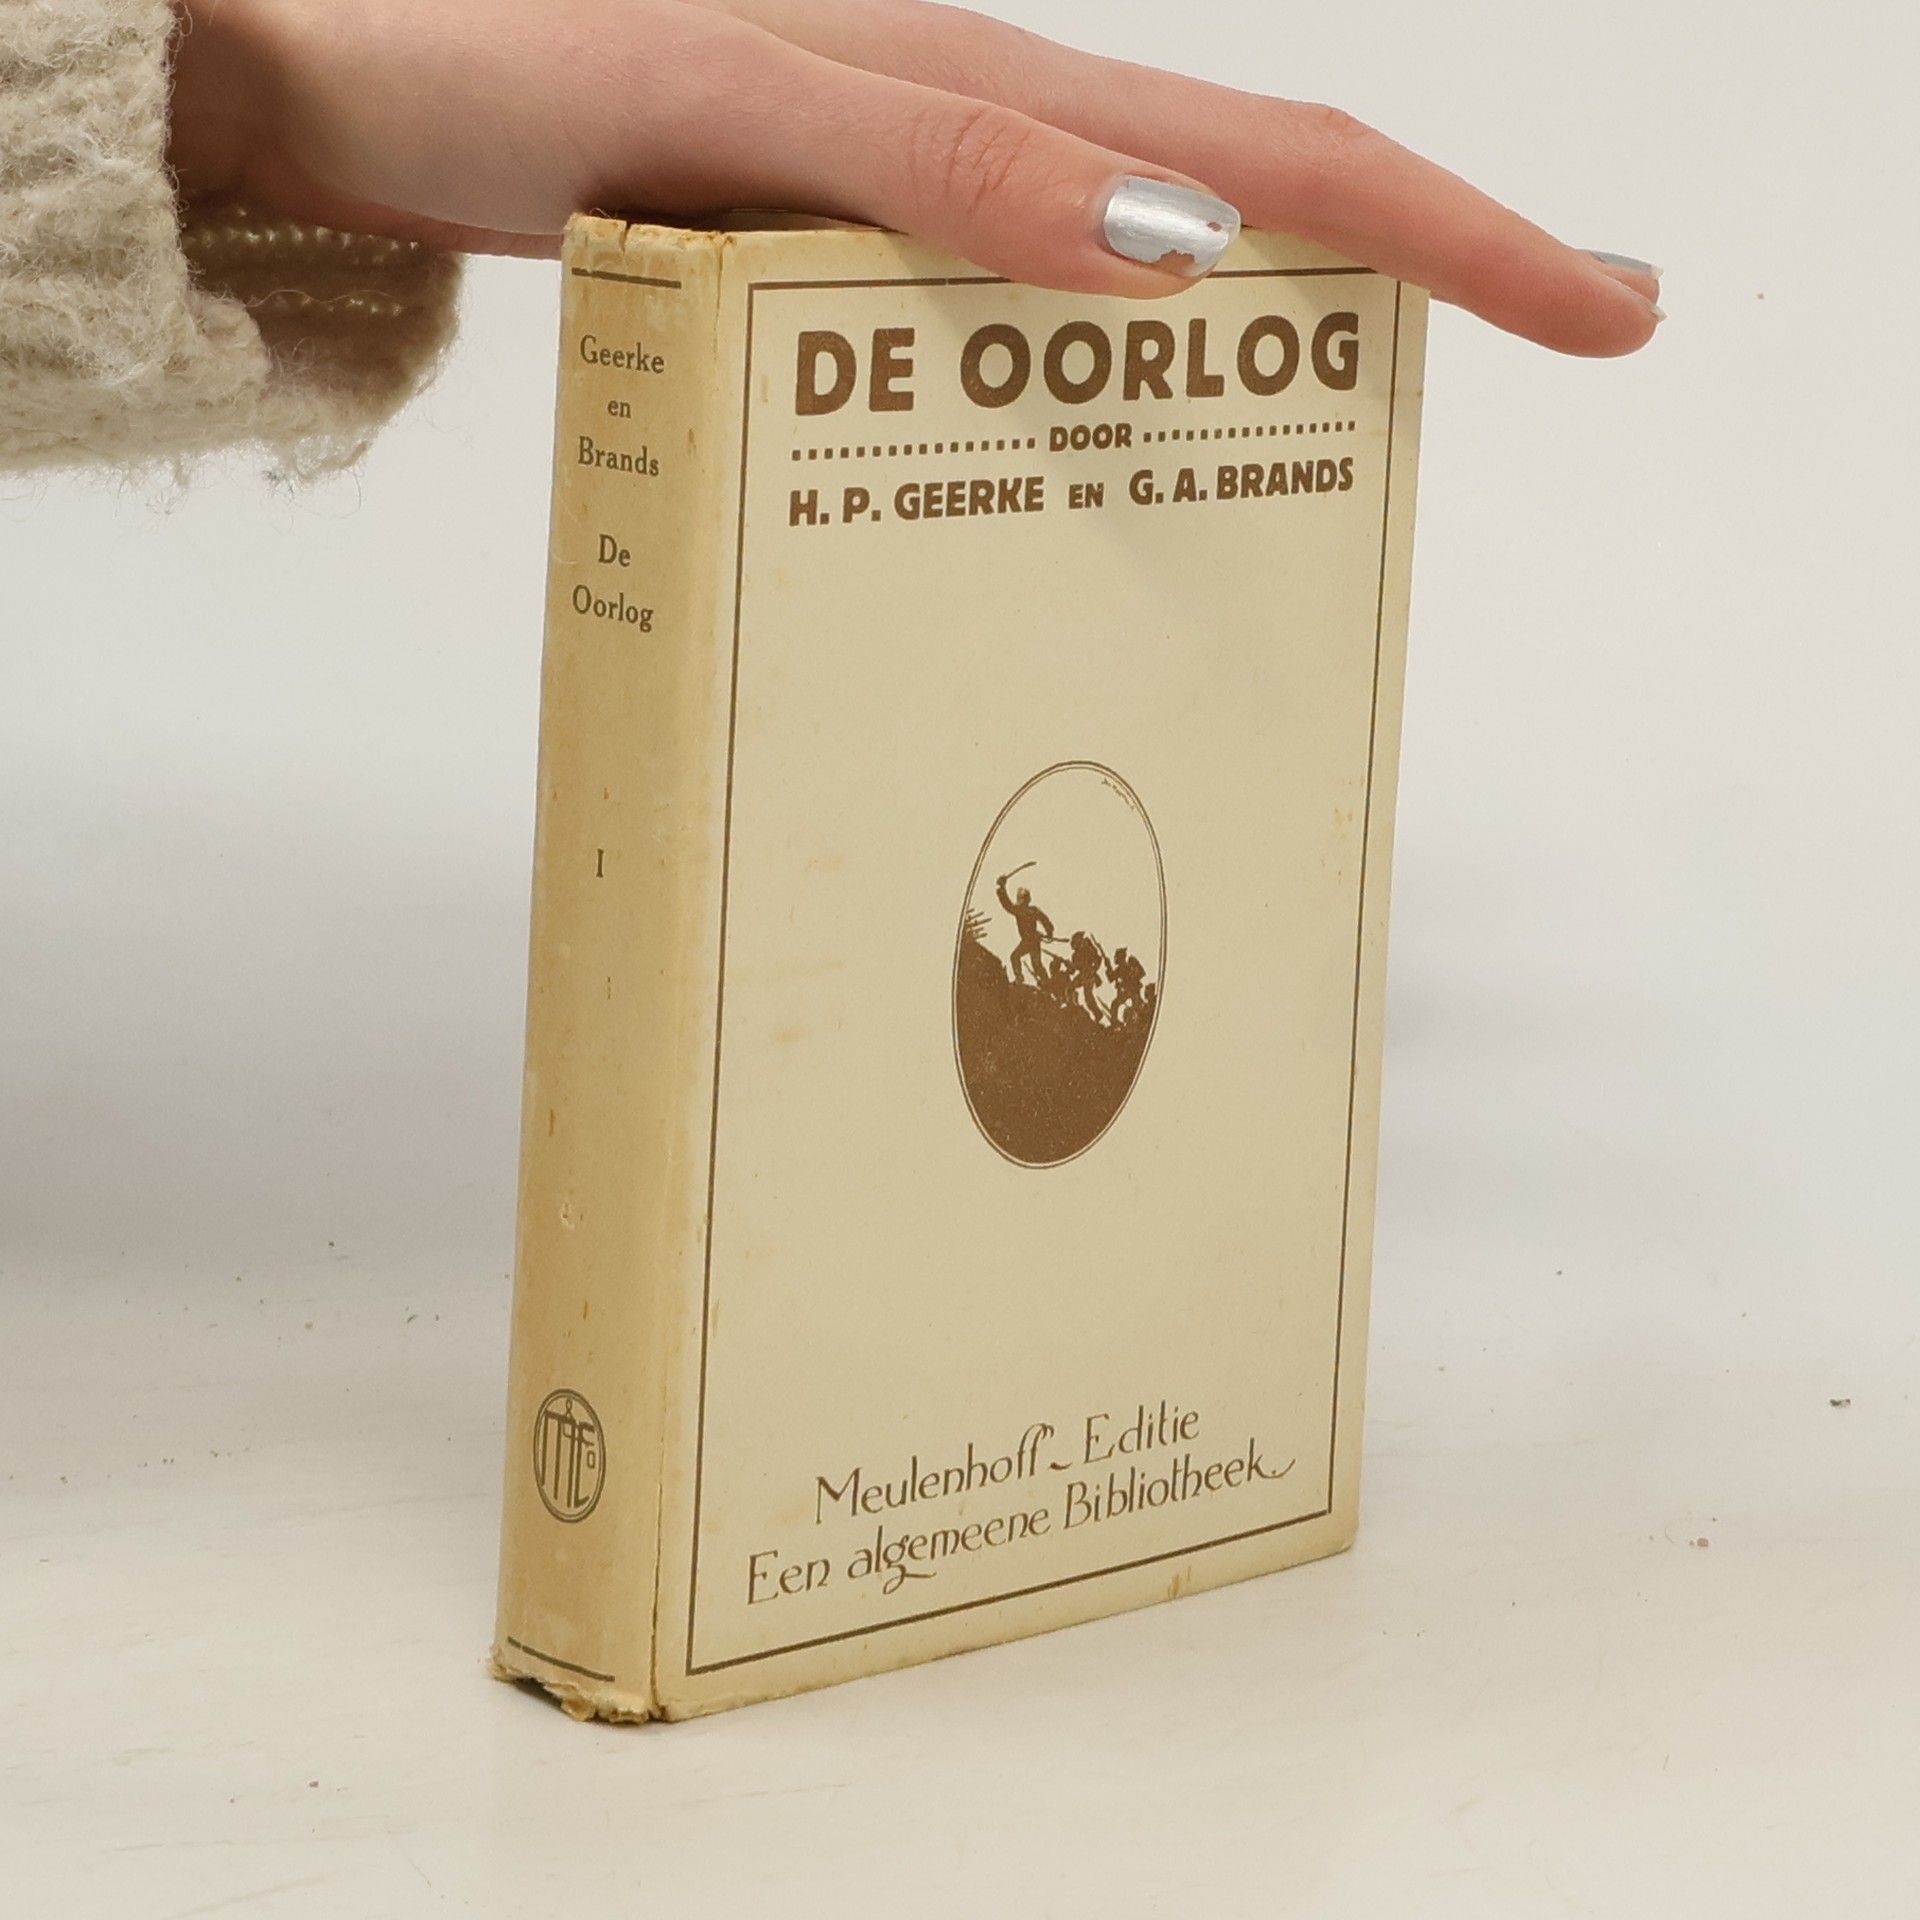 Geerke
en
Brands
De
Oorlog
I
DE OORLOG
DOOR
H. P. GEERKE EN G. A. BRANDS
Meulenhoff-Editie
Een algemeene Bibliotheek